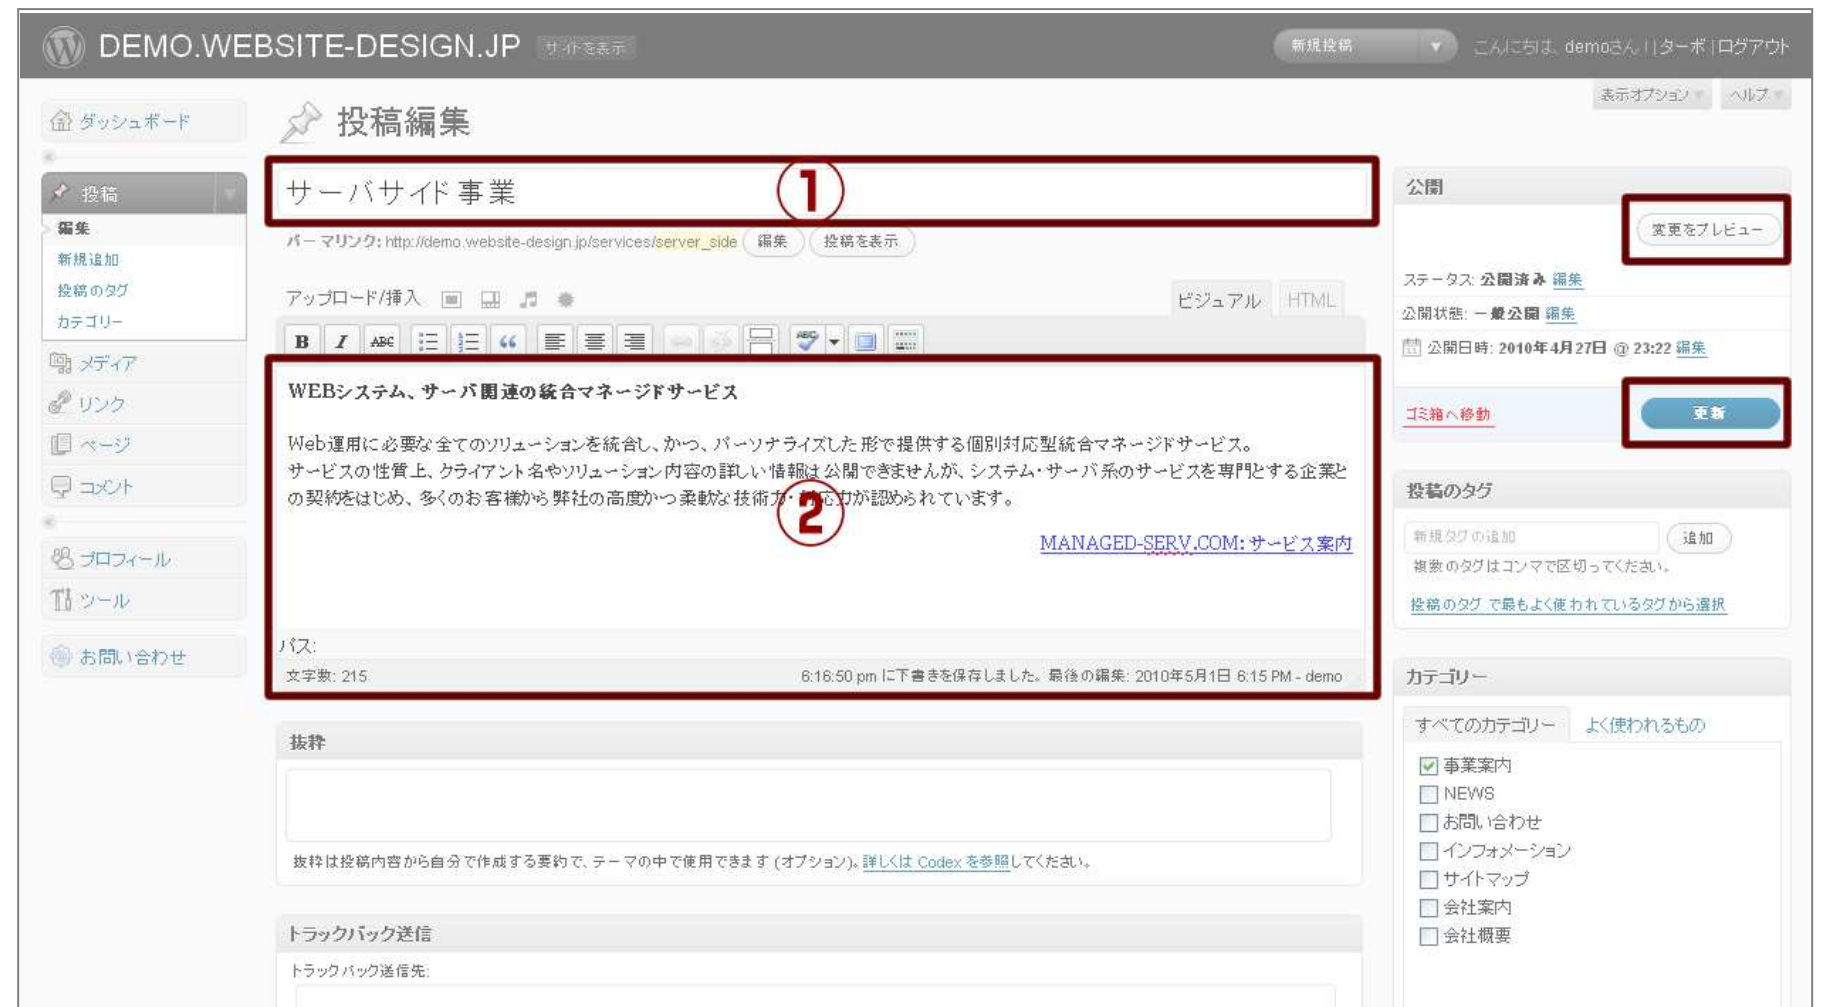 DEMO.WEBSITE-DESIGN.JP サイトを表示
新規投稿
こんにちは、demoさん | |ターボ |ログアウト
表示オプション ヘルプ
ダッシュボード
投稿
編集
新規追加
投稿のタグ
カテゴリー
メディア
リンク
ページ
コメント
プロフィール
ツール
お問い合わせ
投稿編集
サーバサイド事業
①
パーマリンク: http://demo.website-design.jp/services/server_side 編集 投稿を表示
アップロード/挿入
ビジュアル HTML
B I ABC ABC
WEBシステム、サーバ関連の統合マネージドサービス
Web運用に必要な全てのソリューションを統合し、かつ、パーソナライズした形で提供する個別対応型統合マネージドサービス。
サービスの性質上、クライアント名やソリューション内容の詳しい情報は公開できませんが、システム・サーバ系のサービスを専門とする企業と
の契約をはじめ、多くのお客様から弊社の高度かつ柔軟な技術力・対応力が認められています。
②
MANAGED-SERV.COM: サービス案内
パス:
文字数: 215
6:16:50 pm に下書きを保存しました。 最後の編集: 2010年5月1日 6:15 PM - demo
抜粋
抜粋は投稿内容から自分で作成する要約で、テーマの中で使用できます (オプション)。詳しくは Codex を参照してください。
トラックバック送信
トラックバック送信先:
公開
変更をプレビュー
ステータス: 公開済み 編集
公開状態: 一般公開 編集
公開日時: 2010年4月27日 @ 23:22 編集
ゴミ箱へ移動
更新
投稿のタグ
新規タグの追加 追加
複数のタグはコンマで区切ってください。
投稿のタグ で最もよく使われているタグから選択
カテゴリー
すべてのカテゴリー よく使われるもの
事業案内
NEWS
お問い合わせ
インフォメーション
サイトマップ
会社案内
会社概要